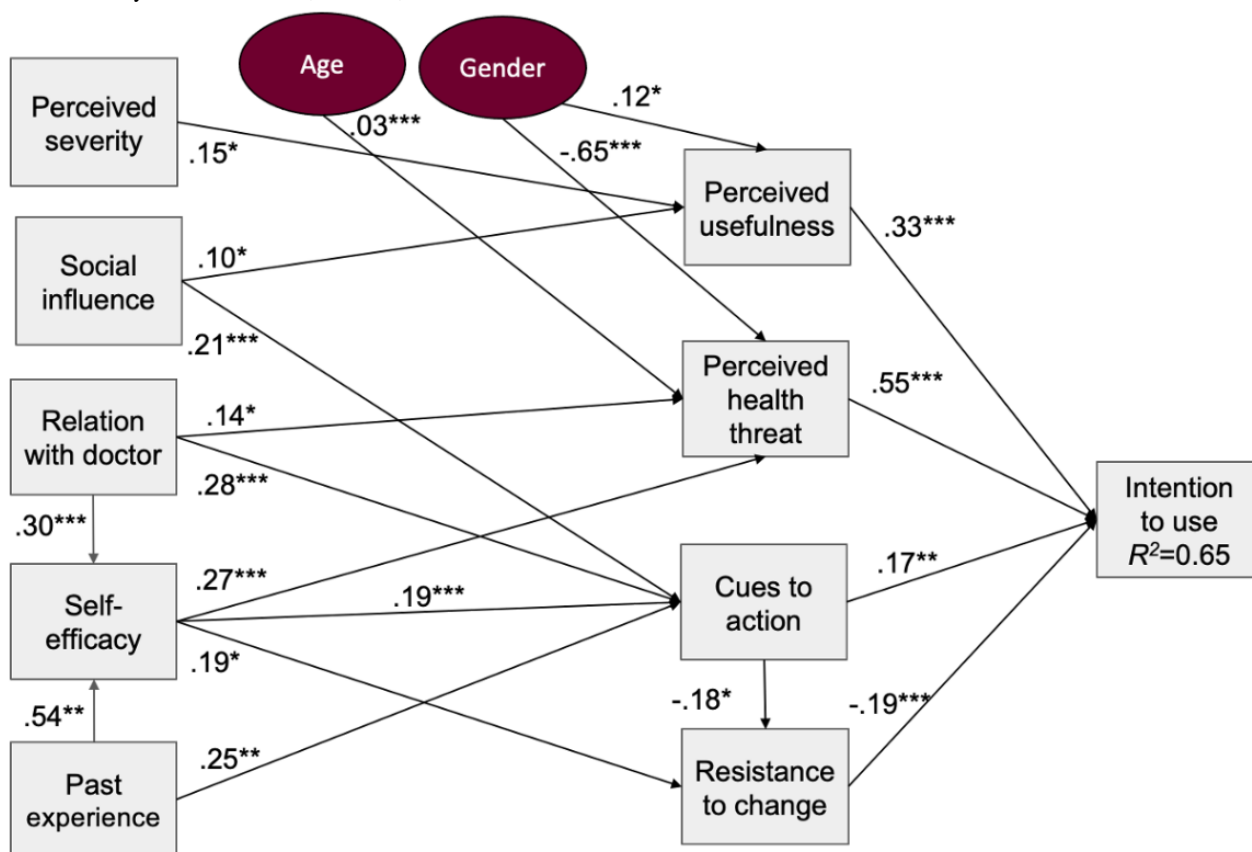 Age
Gender
Perceived
severity
.12*
.03***
-.65***
.15*
Perceived
usefulness
.33***
Social
influence
.10*
.21***
Perceived
health
threat
.55***
Relation
with doctor
.14*
.28***
.30***
Intention
to use
R²=0.65
Self-
efficacy
.27***
.19***
.19*
Cues to
action
.17**
-.18*
-.19***
.54**
Past
experience
.25**
Resistance
to change